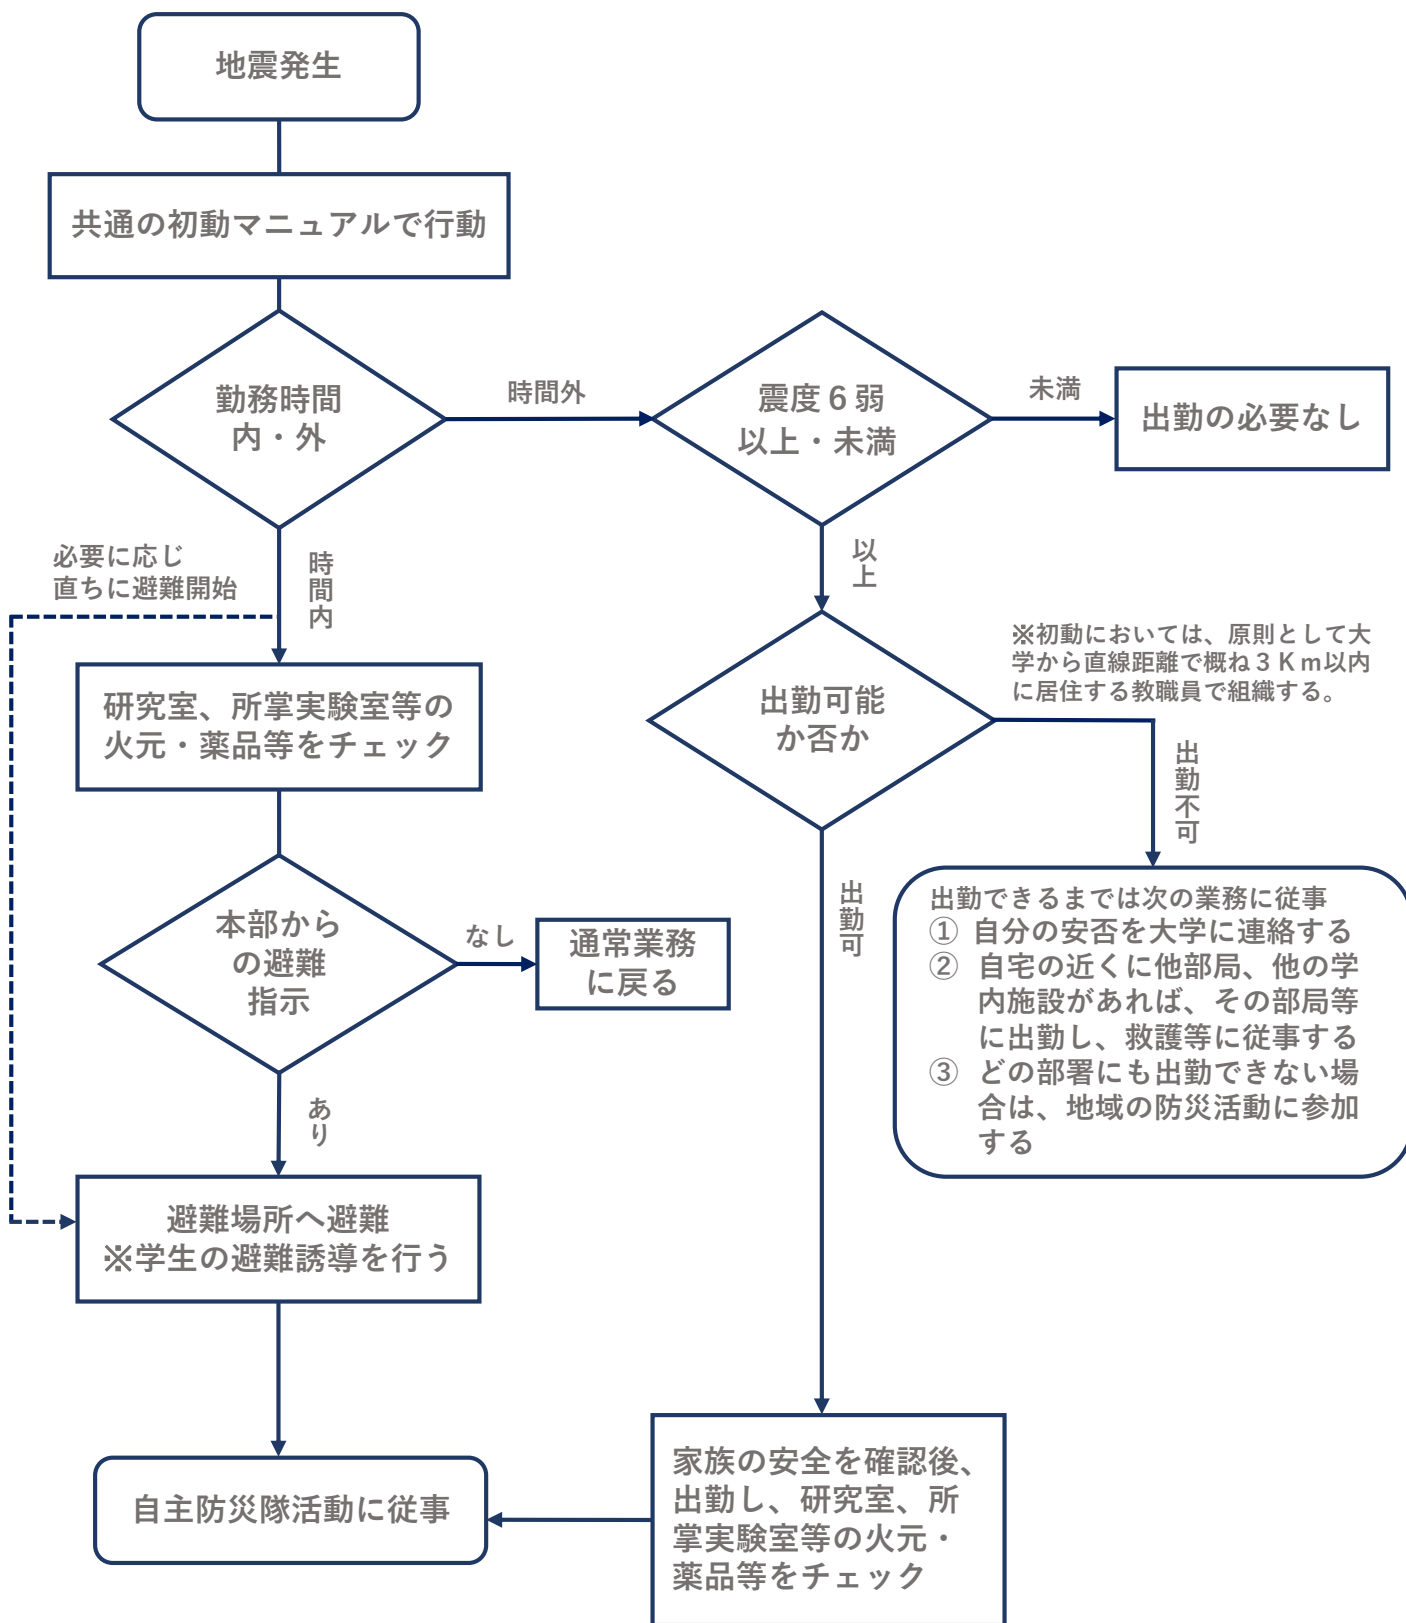 地震発生
共通の初動マニュアルで行動
勤務時間
内・外
時間外
震度６弱
以上・未満
未満
出勤の必要なし
必要に応じ
直ちに避難開始
時間内
以上
※初動においては、原則として大
学から直線距離で概ね３Ｋｍ以内
に居住する教職員で組織する。
研究室、所掌実験室等の
火元・薬品等をチェック
出勤可能
か否か
出勤不可
本部から
の避難
指示
なし
通常業務
に戻る
出勤可
出勤できるまでは次の業務に従事
① 自分の安否を大学に連絡する
② 自宅の近くに他部局、他の学
内施設があれば、その部局等
に出勤し、救護等に従事する
③ どの部署にも出勤できない場
合は、地域の防災活動に参加
する
あり
避難場所へ避難
※学生の避難誘導を行う
自主防災隊活動に従事
家族の安全を確認後、
出勤し、研究室、所
掌実験室等の火元・
薬品等をチェック